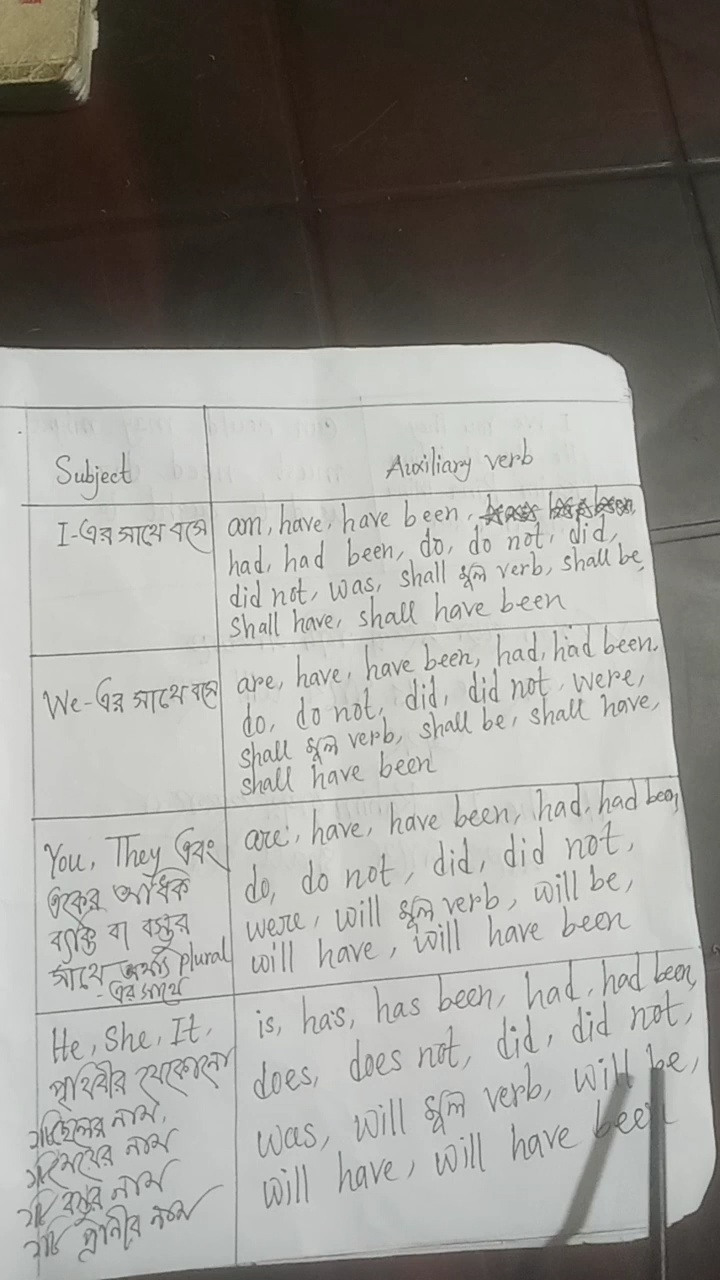 Subject
Auxiliary verb
I-এর সাথে বসে
am, have, have been,
had, had been, do, do not, did,
did not, was, shall মূল verb, shall be,
Shall have, shall have been
We-এর সাথে বসে
are, have, have been, had, had been.
do, do not, did, did not, were,
shall মূল verb, shall be, shall have,
shall have been
You, They এবং
একের অধিক
ব্যক্তি বা বস্তুর
সাথে অর্থাৎ plural
-এর সাথে
are, have, have been, had, had been,
do, do not, did, did not,
were, will মূল verb, will be,
will have, will have been
He, She, It,
পৃথিবীর যেকোনো
১টি ছেলের নাম,
১টি মেয়ের নাম
১টি বস্তুর নাম
১টি প্রাণীর নাম
is, has, has been, had, had been,
does, does not, did, did not,
was, will মূল verb, will be,
will have, will have been